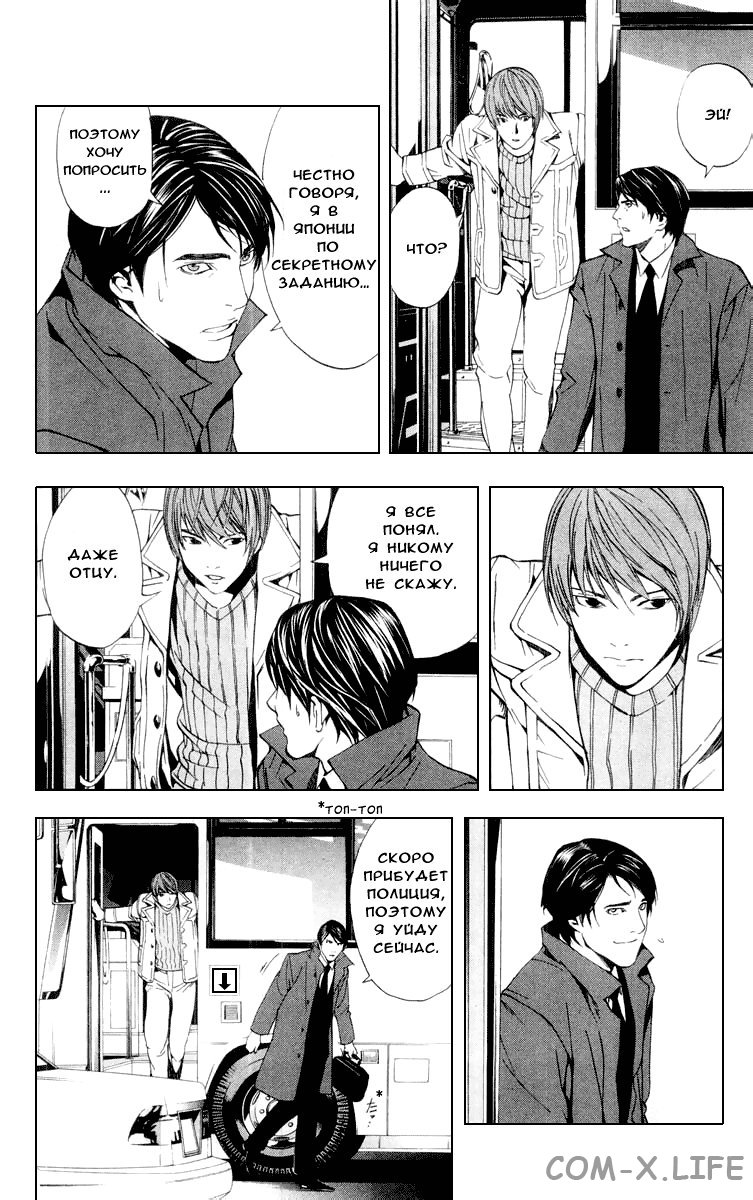 ЭЙ!
ЧТО?
ЧЕСТНО
ГОВОРЯ,
Я В
ЯПОНИИ
ПО
СЕКРЕТНОМУ
ЗАДАНИЮ...
ПОЭТОМУ
ХОЧУ
ПОПРОСИТЬ
...
Я ВСЕ
ПОНЯЛ.
Я НИКОМУ
НИЧЕГО
НЕ СКАЖУ.
ДАЖЕ
ОТЦУ.
*ТОП-ТОП
СКОРО
ПРИБУДЕТ
ПОЛИЦИЯ,
ПОЭТОМУ
Я УЙДУ
СЕЙЧАС.
*
COM-X.LIFE